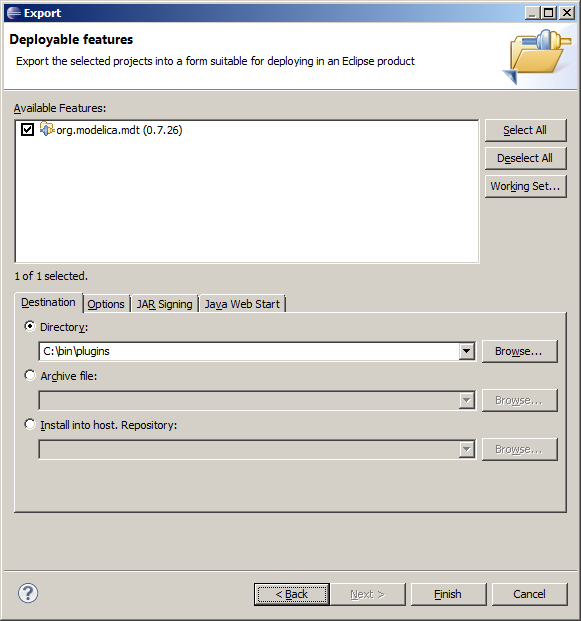 Export
Deployable features
Export the selected projects into a form suitable for deploying in an Eclipse product
Available Features:
org.modelica.mdt (0.7.26)
Select All
Deselect All
Working Set...
1 of 1 selected.
Destination Options JAR Signing Java Web Start
Directory:
C:\bin\plugins Browse...
Archive file:
Browse...
Install into host. Repository:
Browse...
? < Back Next > Finish Cancel